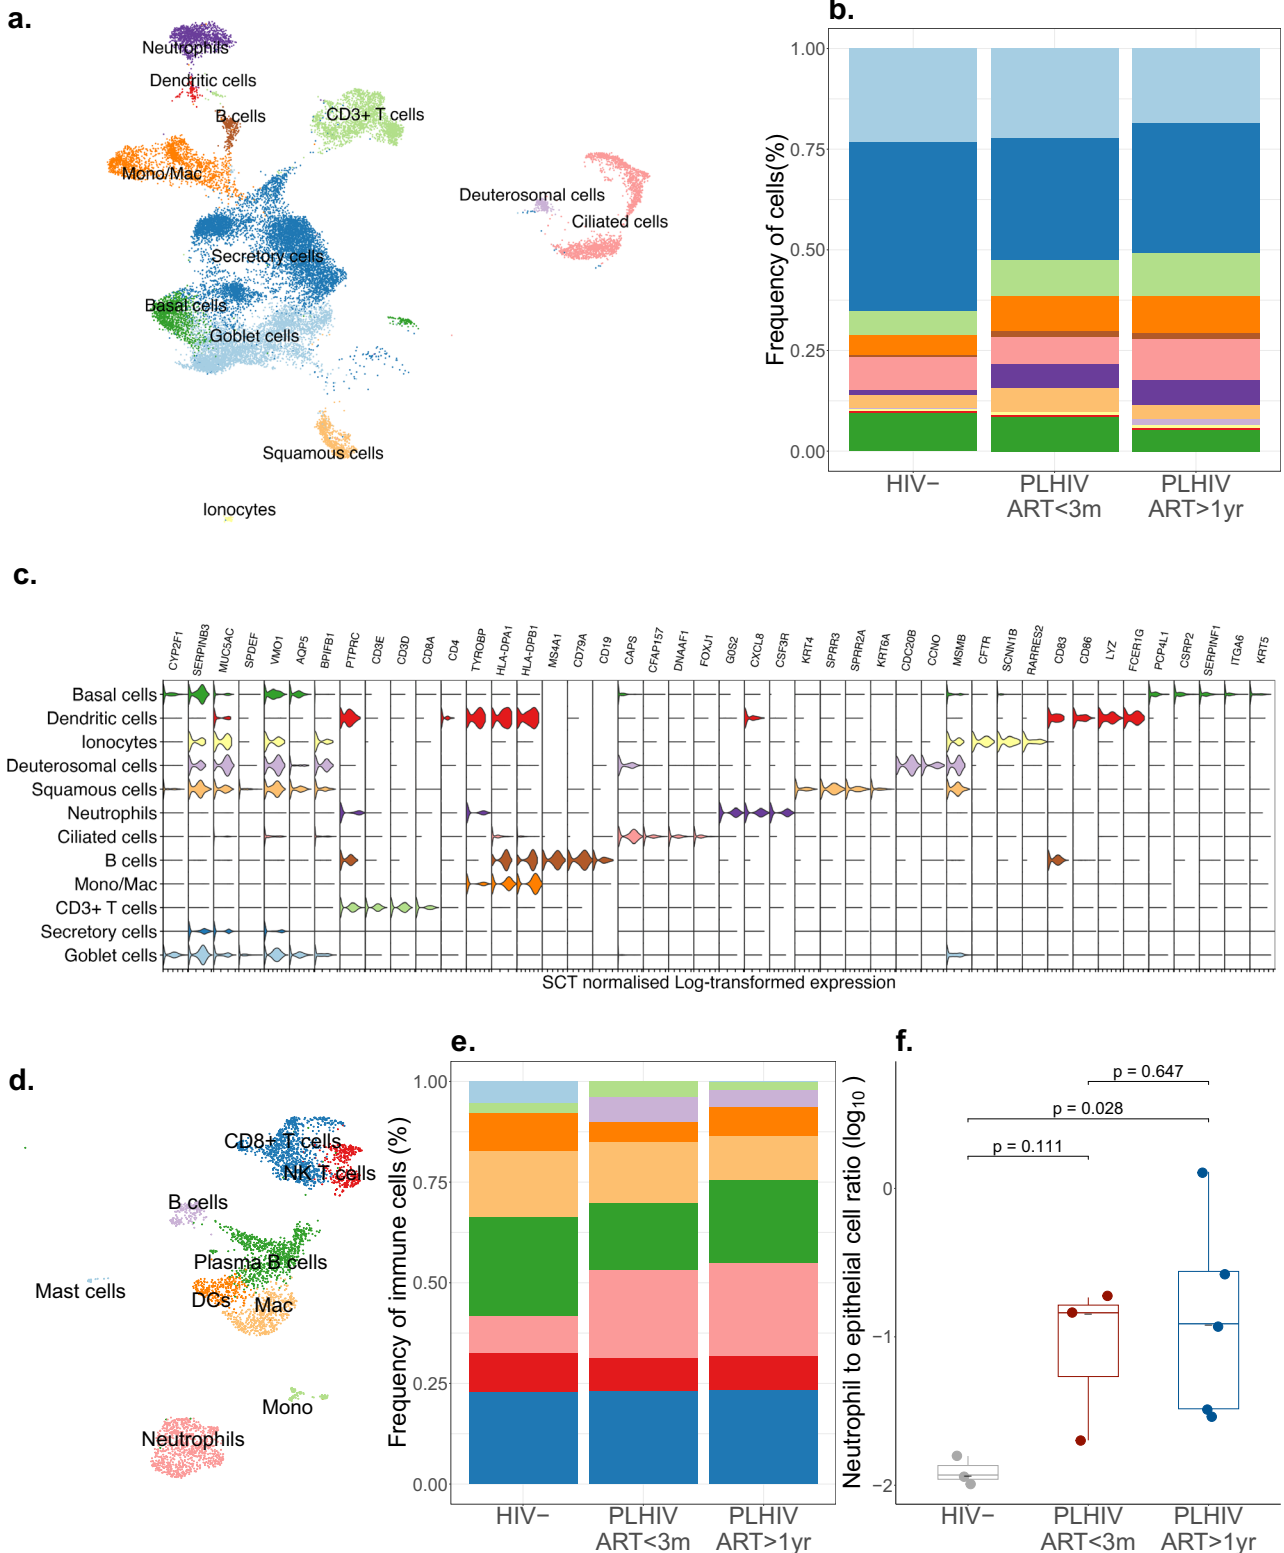 a.
Neutrophils
Dendritic cells
B cells
CD3+ T cells
Mono/Mac
Deuterosomal cells
Ciliated cells
Secretory cells
Basal cells
Goblet cells
Squamous cells
Ionocytes
b.
Frequency of cells(%)
1.00
0.75
0.50
0.25
0.00
HIV−
PLHIV
ART<3m
PLHIV
ART>1yr
c.
CYP2F1
SERPINB3
MUC5AC
SPDEF
VMO1
AQP5
BPIFB1
PTPRC
CD3E
CD3D
CD8A
CD4
TYROBP
HLA-DPA1
HLA-DPB1
MS4A1
CD79A
CD19
CAPS
CFAP157
DNAAF1
FOXJ1
G0S2
CXCL8
CSF3R
KRT4
SPRR3
SPRR2A
KRT6A
CDC20B
CCNO
MSMB
CFTR
SCNN1B
RARRES2
CD83
CD86
LYZ
FCER1G
POP4L1
CSRP2
SERPINF1
ITGA6
KRT5
Basal cells
Dendritic cells
Ionocytes
Deuterosomal cells
Squamous cells
Neutrophils
Ciliated cells
B cells
Mono/Mac
CD3+ T cells
Secretory cells
Goblet cells
SCT normalised Log-transformed expression
d.
CD8+ T cells
NK T cells
B cells
Plasma B cells
Mast cells
DCs
Mac
Mono
Neutrophils
e.
Frequency of immune cells (%)
1.00
0.75
0.50
0.25
0.00
HIV−
PLHIV
ART<3m
PLHIV
ART>1yr
f.
Neutrophil to epithelial cell ratio (log10 )
p = 0.647
p = 0.028
p = 0.111
0
−1
−2
HIV−
PLHIV
ART<3m
PLHIV
ART>1yr